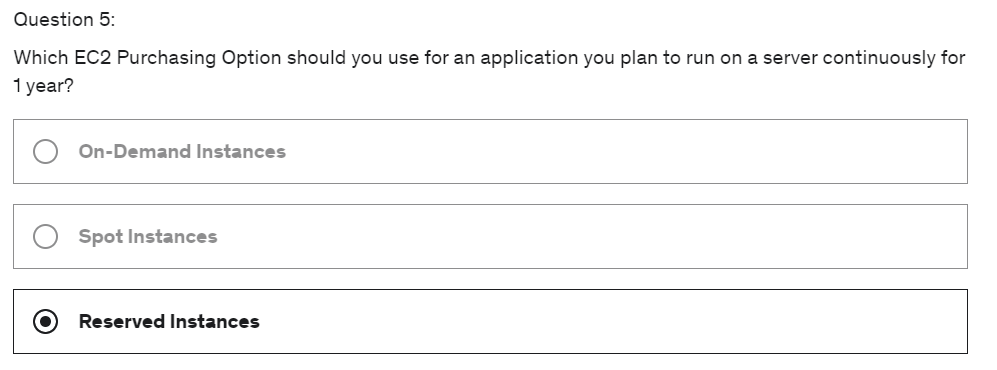 Question 5:
Which EC2 Purchasing Option should you use for an application you plan to run on a server continuously for
1 year?
On-Demand Instances
Spot Instances
Reserved Instances